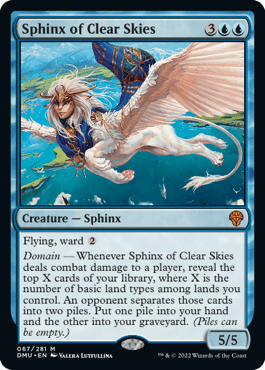 Sphinx of Clear Skies 3
Creature — Sphinx
Flying, ward 2
Domain — Whenever Sphinx of Clear Skies
deals combat damage to a player, reveal the
top X cards of your library, where X is the
number of basic land types among lands you
control. An opponent separates those cards
into two piles. Put one pile into your hand
and the other into your graveyard. (Piles can
be empty.)
5/5
067/281 M
DMU • EN VALERA LUTFULLINA ™ & © 2022 Wizards of the Coast